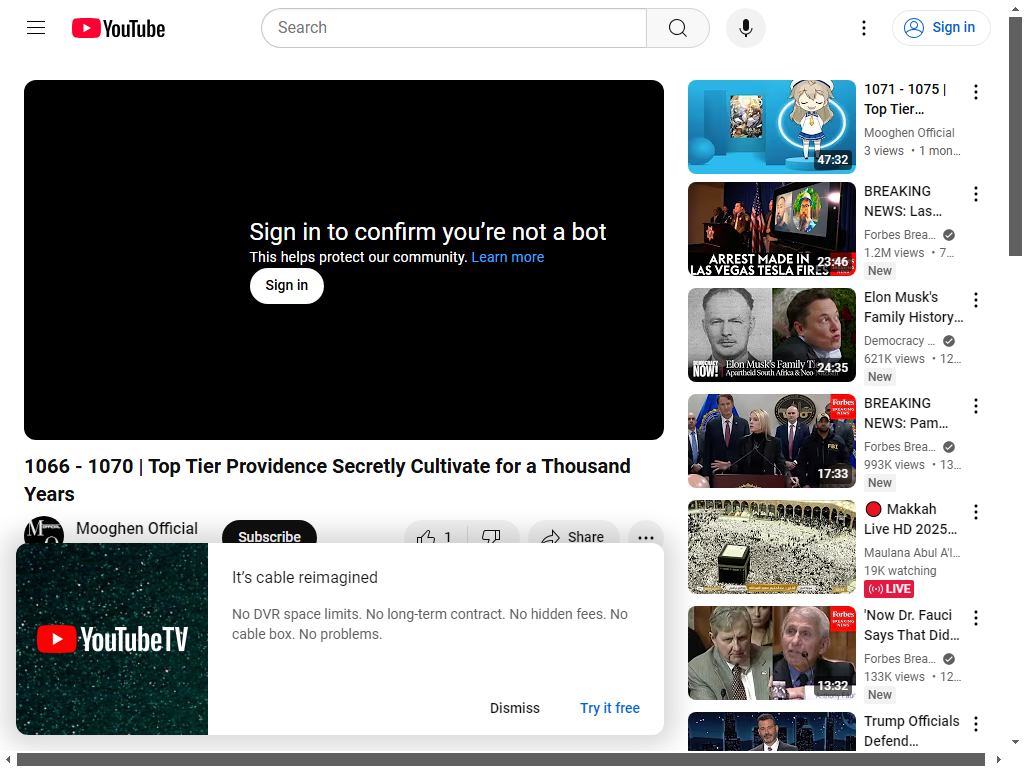 YouTube
Search
Sign in
Sign in to confirm you're not a bot
This helps protect our community. Learn more
Sign in
1066 - 1070 | Top Tier Providence Secretly Cultivate for a Thousand
Years
Mooghen Official
Subscribe
1
Share
YouTubeTV
It's cable reimagined
No DVR space limits. No long-term contract. No hidden fees. No
cable box. No problems.
Dismiss
Try it free
47:32
1071 - 1075 |
Top Tier…
Mooghen Official
3 views • 1 mon…
ARREST MADE IN
LAS VEGAS TESLA FIRES
23:46
BREAKING
NEWS: Las…
Forbes Brea…
1.2M views • 7…
New
DEMOCRACY
NOW!
Elon Musk's Family T
Apartheid South Africa & Neo
24:35
Elon Musk's
Family History…
Democracy …
621K views • 12…
New
Forbes
BREAKING
NEWS
FBI
17:33
BREAKING
NEWS: Pam…
Forbes Brea…
993K views • 13…
New
Makkah
Live HD 2025…
Maulana Abul A'l…
19K watching
LIVE
Forbes
BREAKING
NEWS
13:32
'Now Dr. Fauci
Says That Did…
Forbes Brea…
133K views • 12…
New
Trump Officials
Defend…